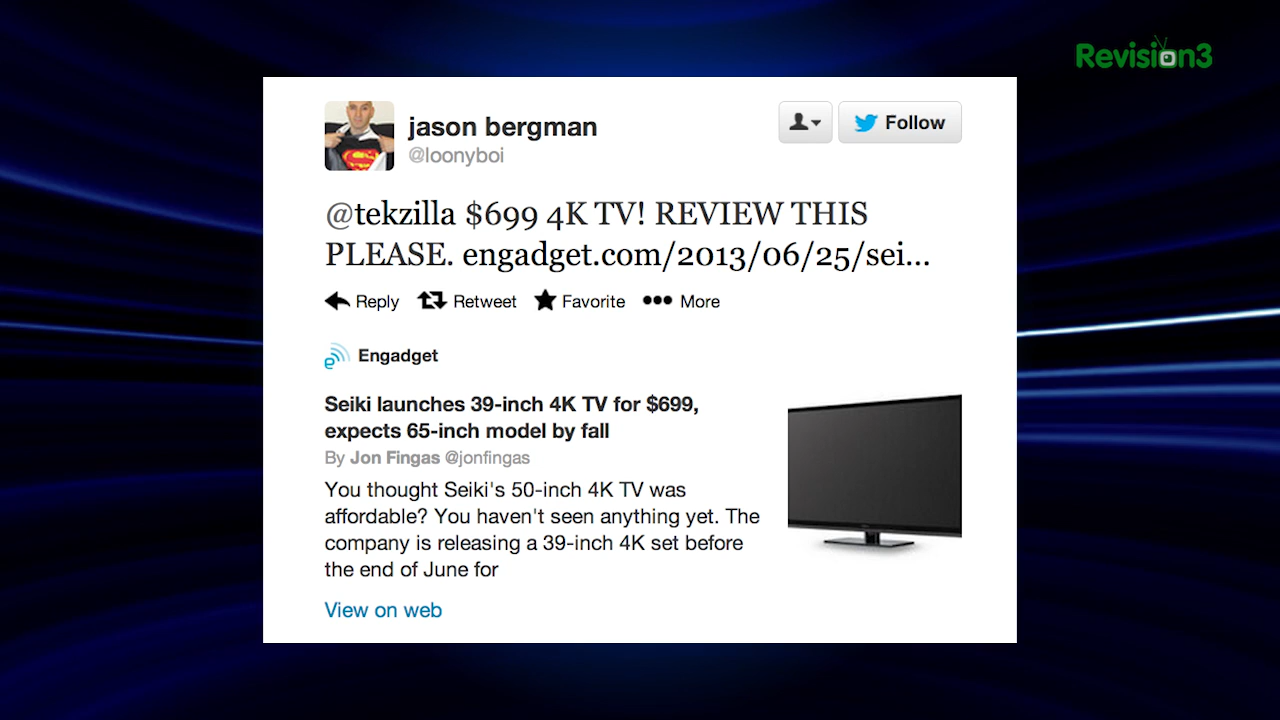 Revision3
jason bergman
@loonyboi
Follow
@tekzilla $699 4K TV! REVIEW THIS
PLEASE. engadget.com/2013/06/25/sei...
Reply Retweet Favorite More
Engadget
Seiki launches 39-inch 4K TV for $699,
expects 65-inch model by fall
By Jon Fingas @jonfingas
You thought Seiki's 50-inch 4K TV was
affordable? You haven't seen anything yet. The
company is releasing a 39-inch 4K set before
the end of June for
View on web